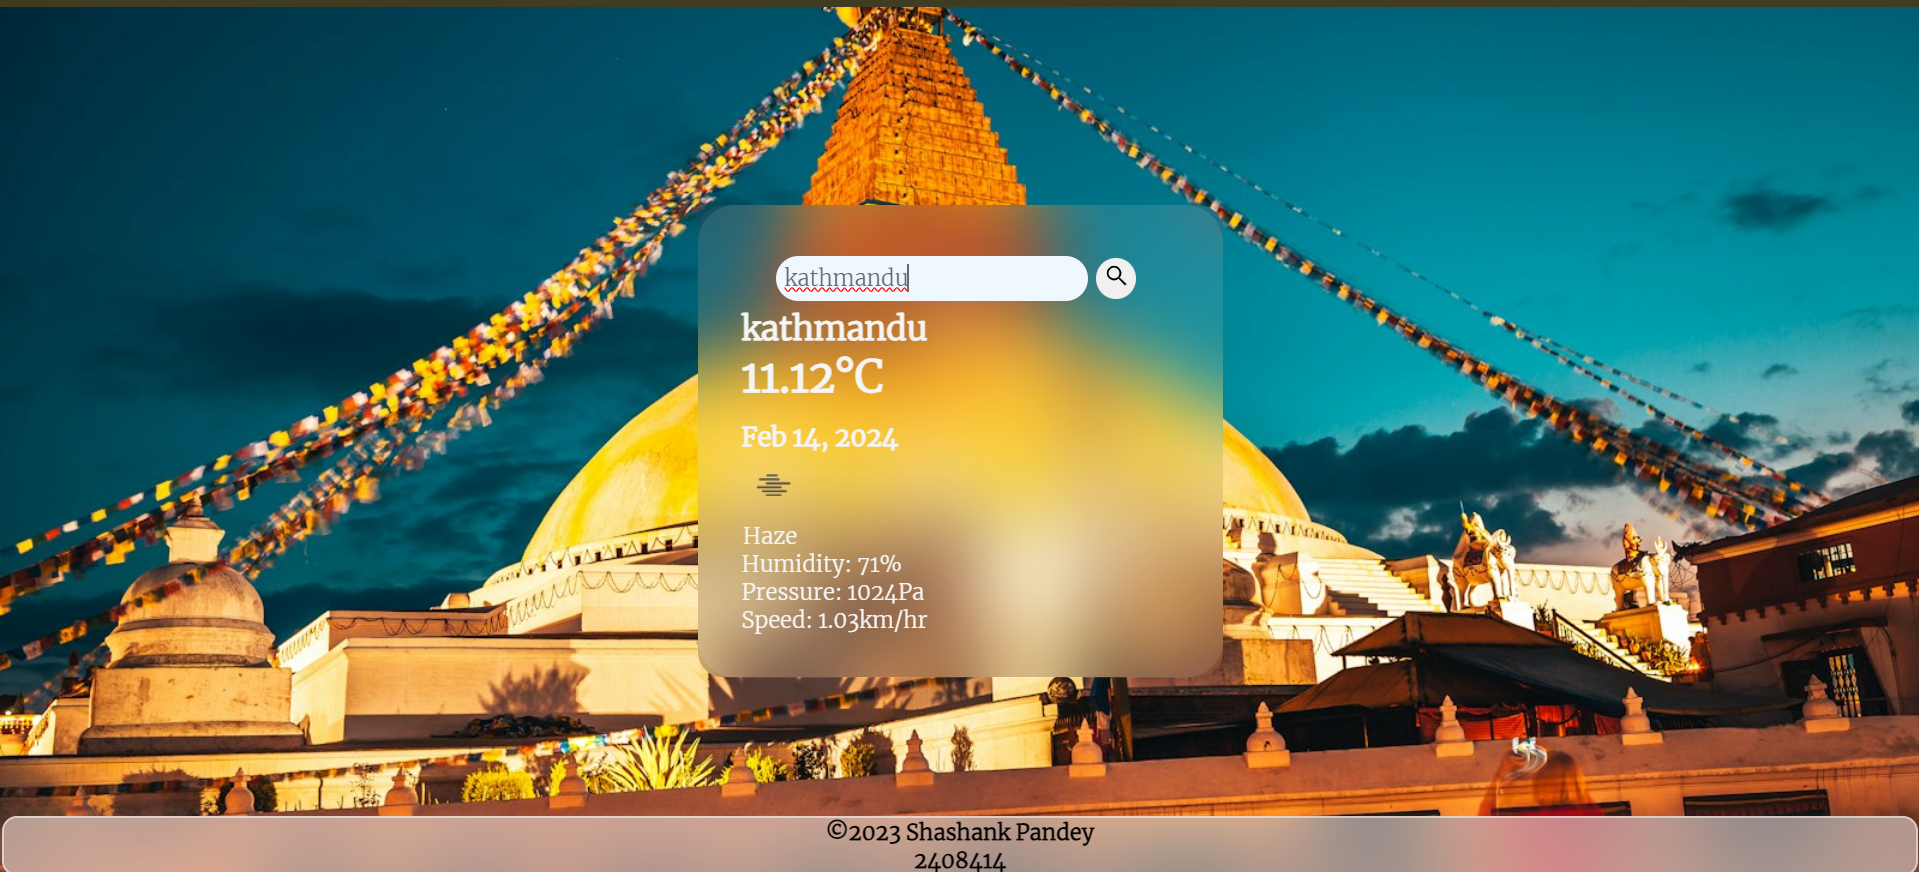 kathmandu
kathmandu
11.12°C
Feb 14, 2024
Haze
Humidity: 71%
Pressure: 1024Pa
Speed: 1.03km/hr
©2023 Shashank Pandey
2408414